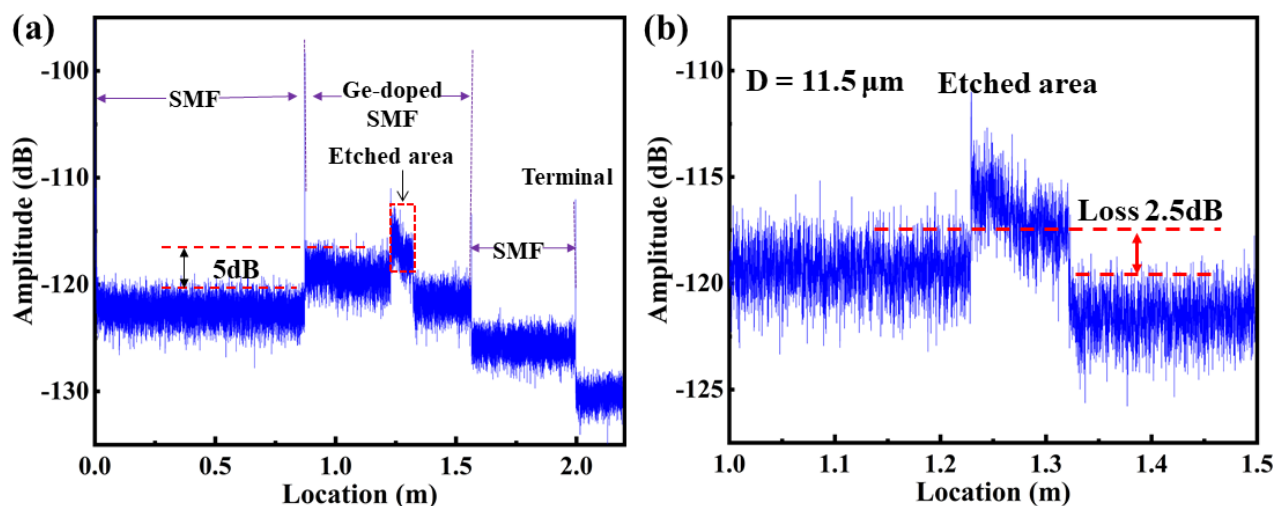 (a)
-100
-110
-120
-130
Amplitude (dB)
SMF
Ge-doped
SMF
Etched area
Terminal
5dB
SMF
0.0 0.5 1.0 1.5 2.0
Location (m)
(b)
-110
-115
-120
-125
Amplitude (dB)
D = 11.5 μm
Etched area
Loss 2.5dB
1.0 1.1 1.2 1.3 1.4 1.5
Location (m)